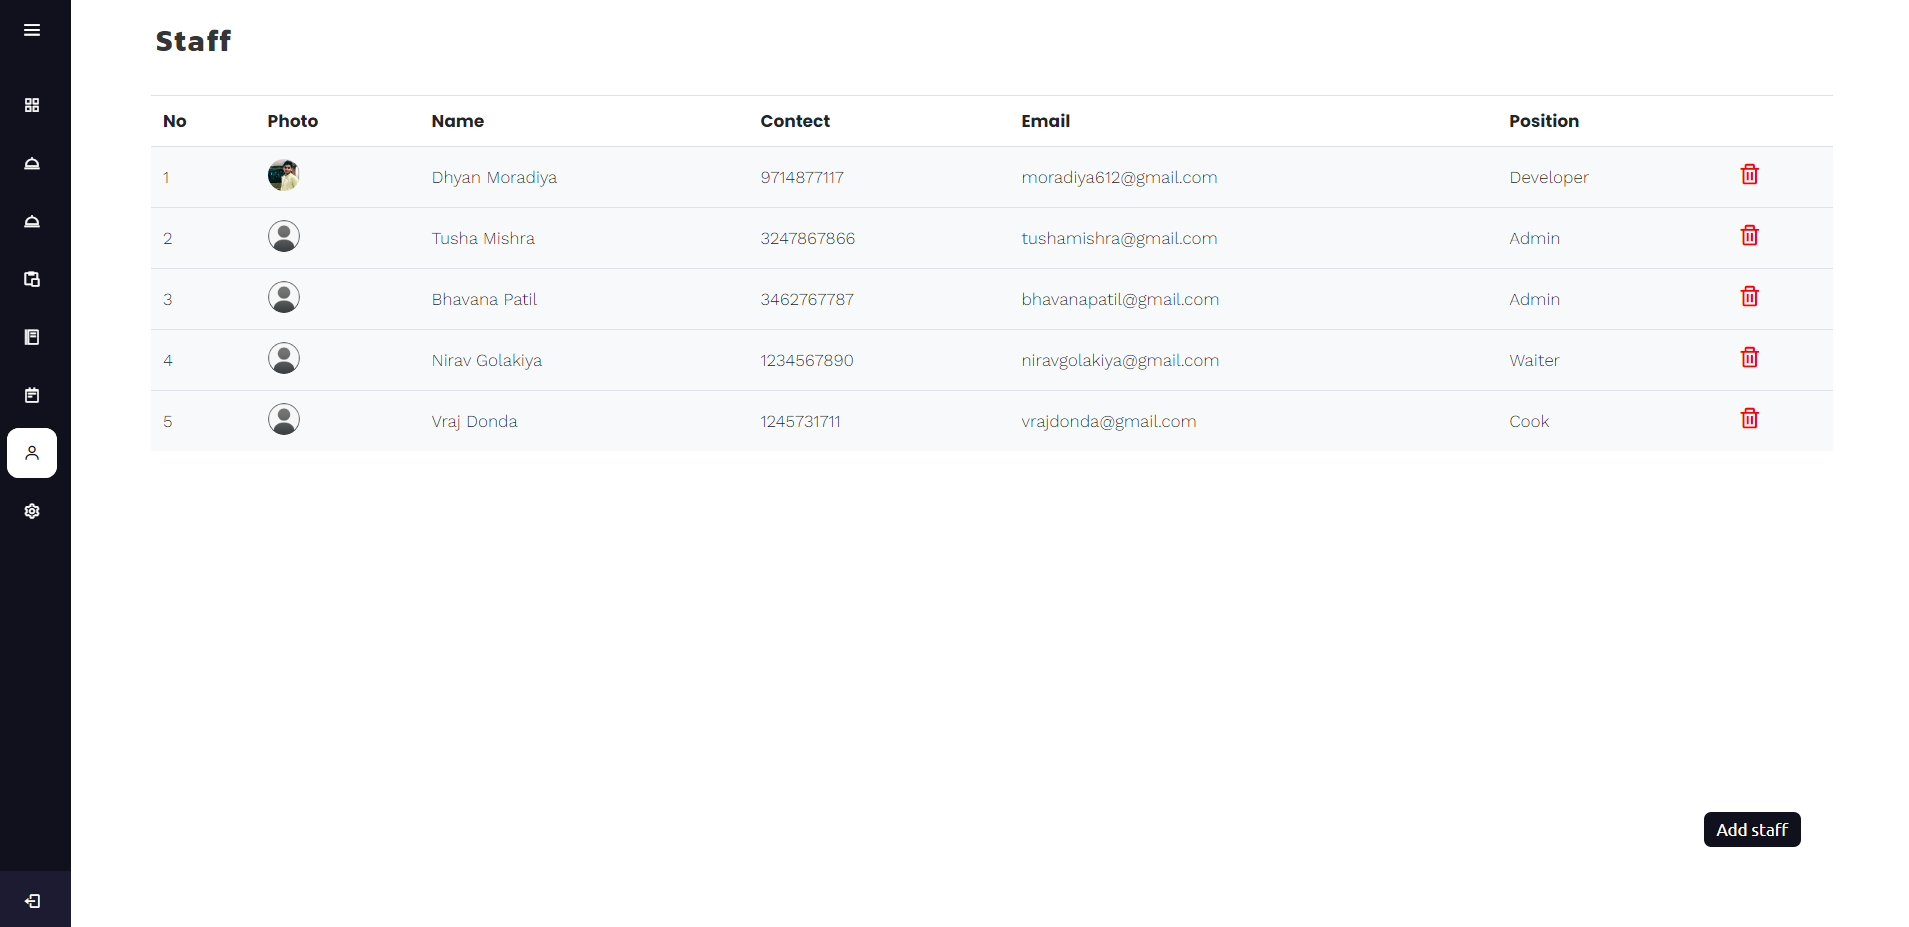 Staff
No Photo Name Contect Email Position
1 Dhyan Moradiya 9714877117 moradiya612@gmail.com Developer
2 Tusha Mishra 3247867866 tushamishra@gmail.com Admin
3 Bhavana Patil 3462767787 bhavanapatil@gmail.com Admin
4 Nirav Golakiya 1234567890 niravgolakiya@gmail.com Waiter
5 Vraj Donda 1245731711 vrajdonda@gmail.com Cook
Add staff